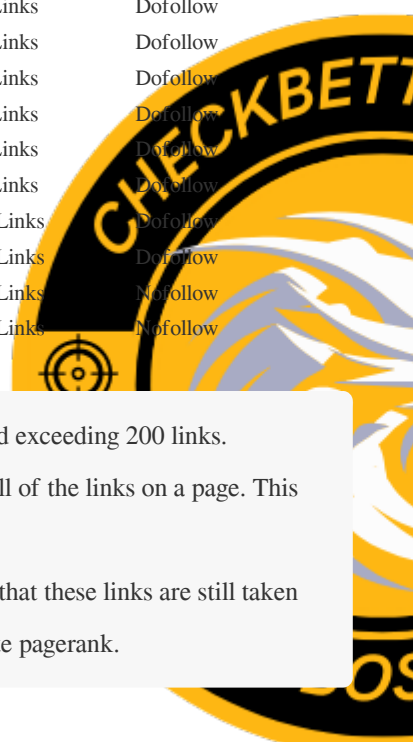 Links Dofollow
Links Dofollow
Links Dofollow
Links Dofollow
Links Dofollow
Links Dofollow
Links Dofollow
Links Dofollow
Links Nofollow
Links Nofollow
CHECKBETT
exceeding 200 links.
of the links on a page. This
that these links are still taken
pagerank.